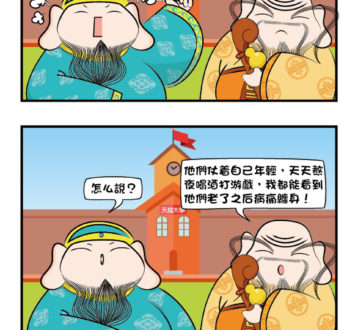 怎么說？
他們仗着自己年輕，天天熬
夜喝酒打游戲，我都能看到
他們老了之后病痛纏身！
天庭大學